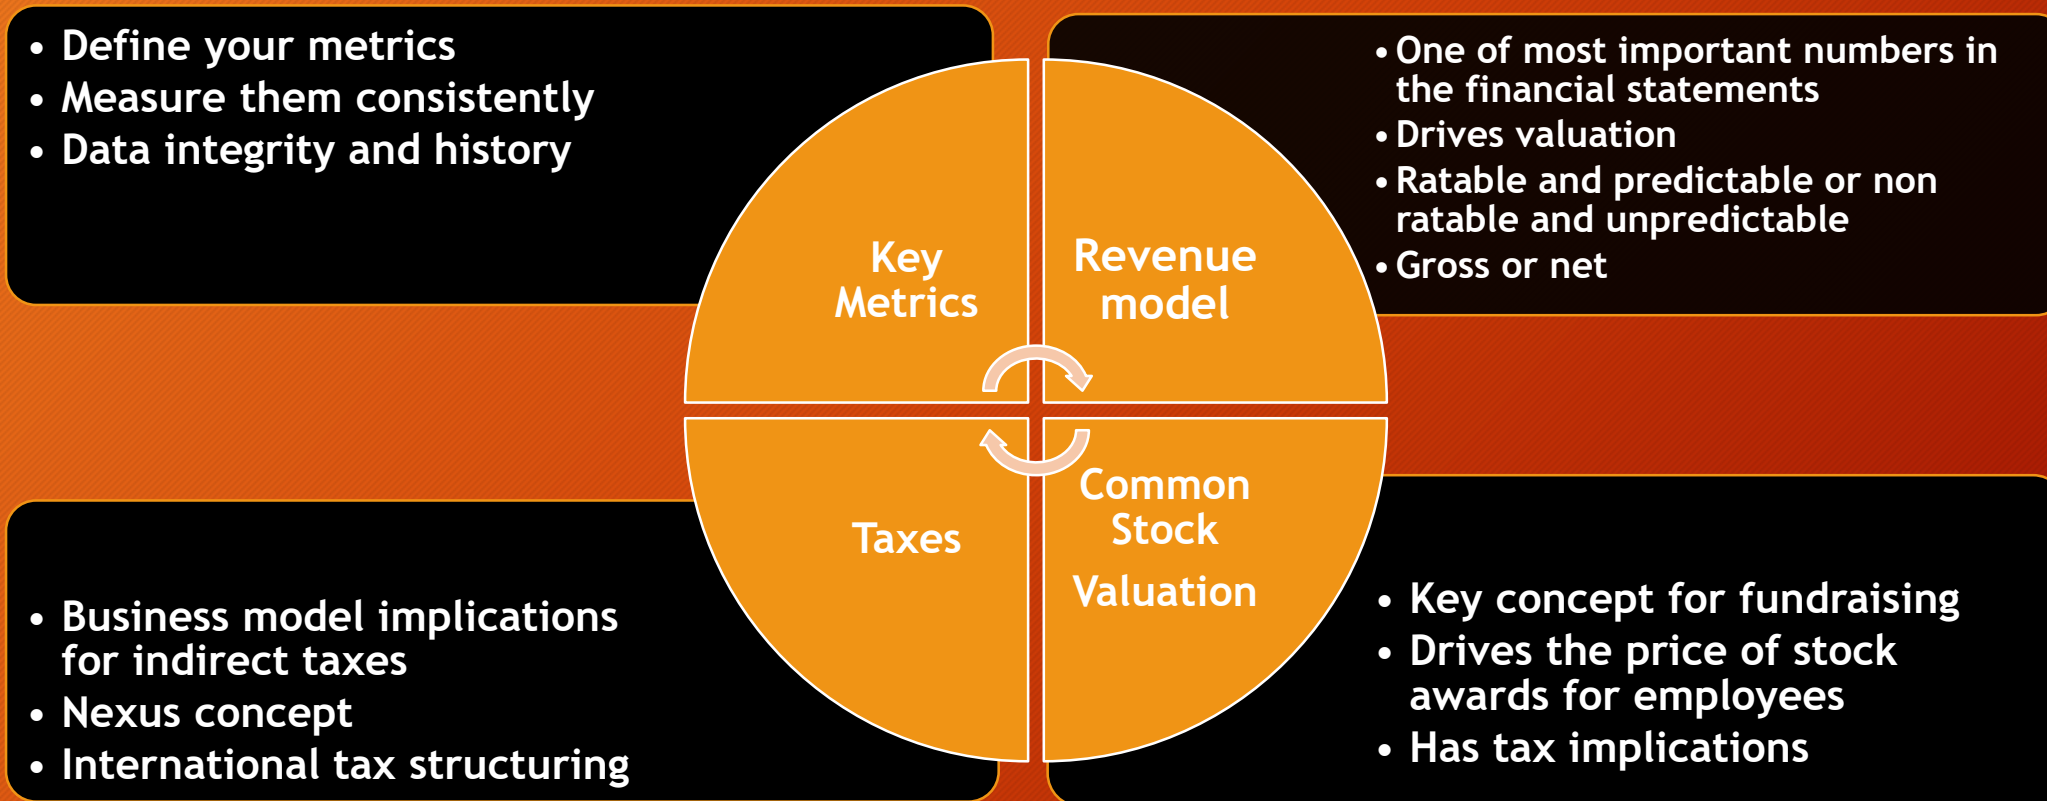 • Define your metrics
• Measure them consistently
• Data integrity and history
• One of most important numbers in
the financial statements
• Drives valuation
• Ratable and predictable or non
ratable and unpredictable
• Gross or net
Key
Metrics
Revenue
model
Taxes
Common
Stock
Valuation
• Business model implications
for indirect taxes
• Nexus concept
• International tax structuring
• Key concept for fundraising
• Drives the price of stock
awards for employees
• Has tax implications